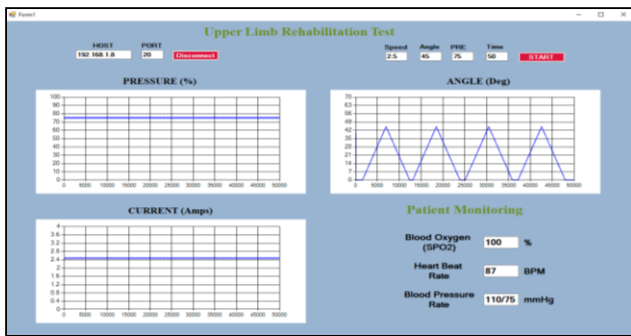 Form1
Upper Limb Rehabilitation Test
HOST PORT Speed Angle PRE Time
192.168.1.8 20 Disconnect 2.5 45 75 50 START
PRESSURE (%)
100
90
80
70
60
50
40
30
20
10
0
0 5000 10000 15000 20000 25000 30000 35000 40000 45000 50000
ANGLE (Deg)
70
63
56
49
42
35
28
21
14
7
0
0 5000 10000 15000 20000 25000 30000 35000 40000 45000 50000
CURRENT (Amps)
4
3.6
3.2
2.8
2.4
2
1.6
1.2
0.8
0.4
0
0 5000 10000 15000 20000 25000 30000 35000 40000 45000 50000
Patient Monitoring
Blood Oxygen
(SPO2) 100 %
Heart Beat
Rate 87 BPM
Blood Pressure
Rate 110/75 mmHg